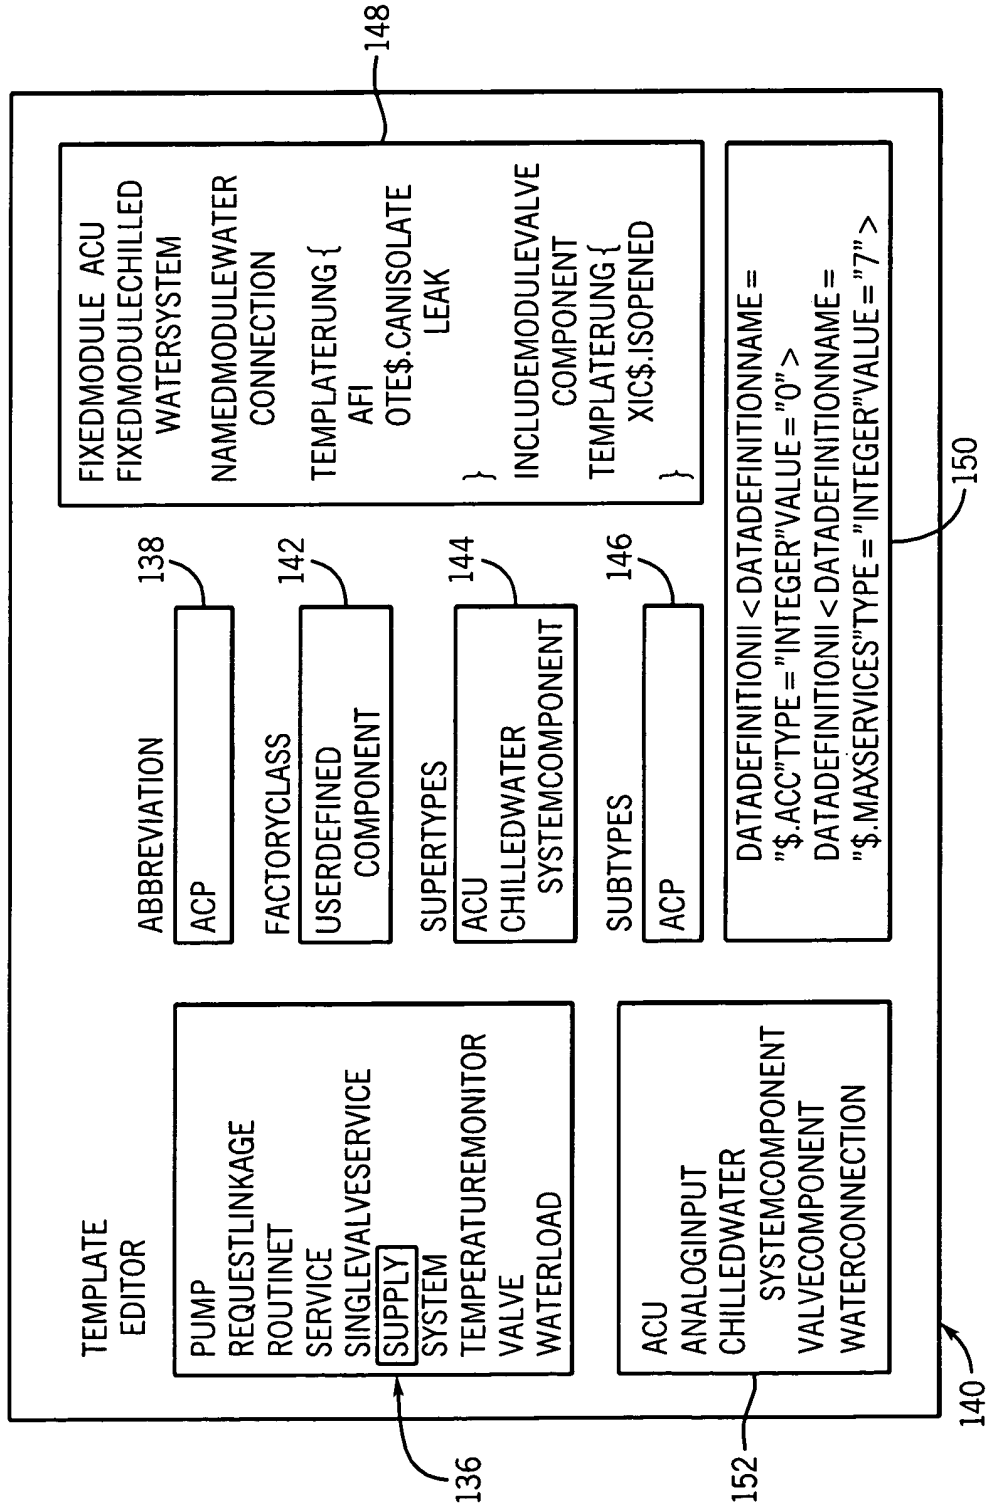 TEMPLATE
EDITOR
PUMP
REQUESTLINKAGE
ROUTINET
SERVICE
SINGLEVALVESERVICE
SUPPLY
SYSTEM
TEMPERATUREMONITOR
VALVE
WATERLOAD
136
ACU
ANALOGINPUT
CHILLEDWATER
SYSTEMCOMPONENT
VALVECOMPONENT
WATERCONNECTION
152
140
ABBREVIATION
138
ACP
FACTORYCLASS
142
USERDEFINED
COMPONENT
SUPERTYPES
144
ACU
CHILLEDWATER
SYSTEMCOMPONENT
SUBTYPES
146
ACP
FIXEDMODULE ACU
FIXEDMODULECHILLED
WATERSYSTEM
NAMEDMODULEWATER
CONNECTION
TEMPLATERUNG {
AFI
OTE$.CANISOLATE
LEAK
}
INCLUDEMODULEVALVE
COMPONENT
TEMPLATERUNG {
XIC$.ISOPENED
}
148
DATADEFINITIONII < DATADEFINITIONNAME =
"$.ACC"TYPE = "INTEGER"VALUE = "0" >
DATADEFINITIONII < DATADEFINITIONNAME =
"$.MAXSERVICES"TYPE = "INTEGER"VALUE = "7" >
150